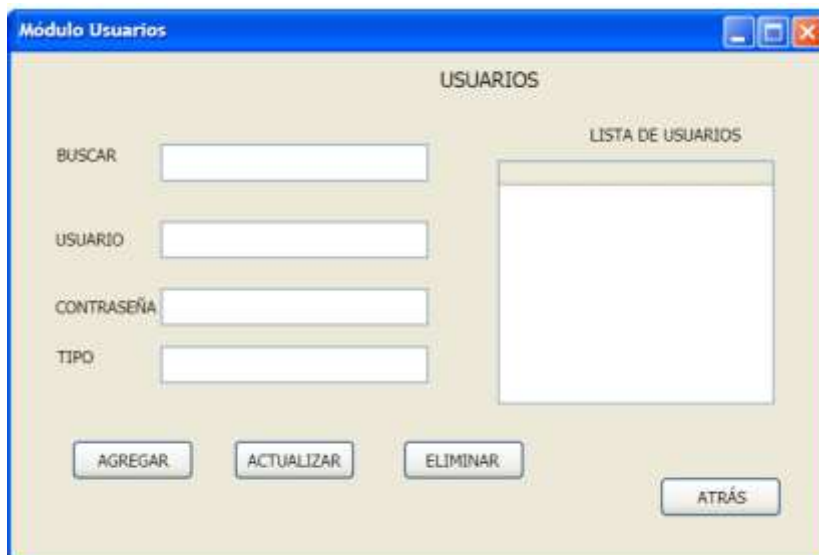 Módulo Usuarios
USUARIOS
LISTA DE USUARIOS
BUSCAR
USUARIO
CONTRASEÑA
TIPO
AGREGAR
ACTUALIZAR
ELIMINAR
ATRÁS